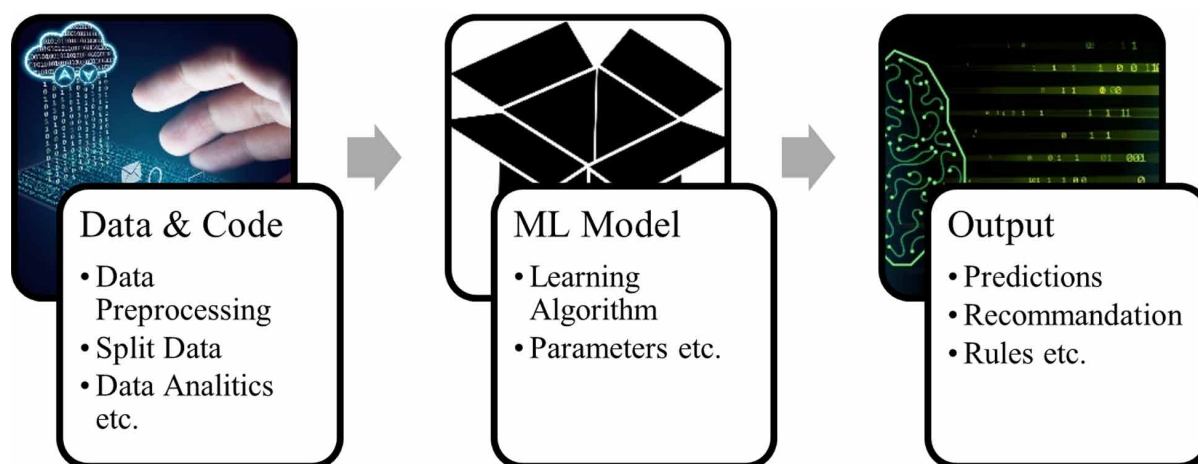 Data & Code
• Data
Preprocessing
• Split Data
• Data Analitics
etc.
ML Model
• Learning
Algorithm
• Parameters etc.
Output
• Predictions
• Recommandation
• Rules etc.